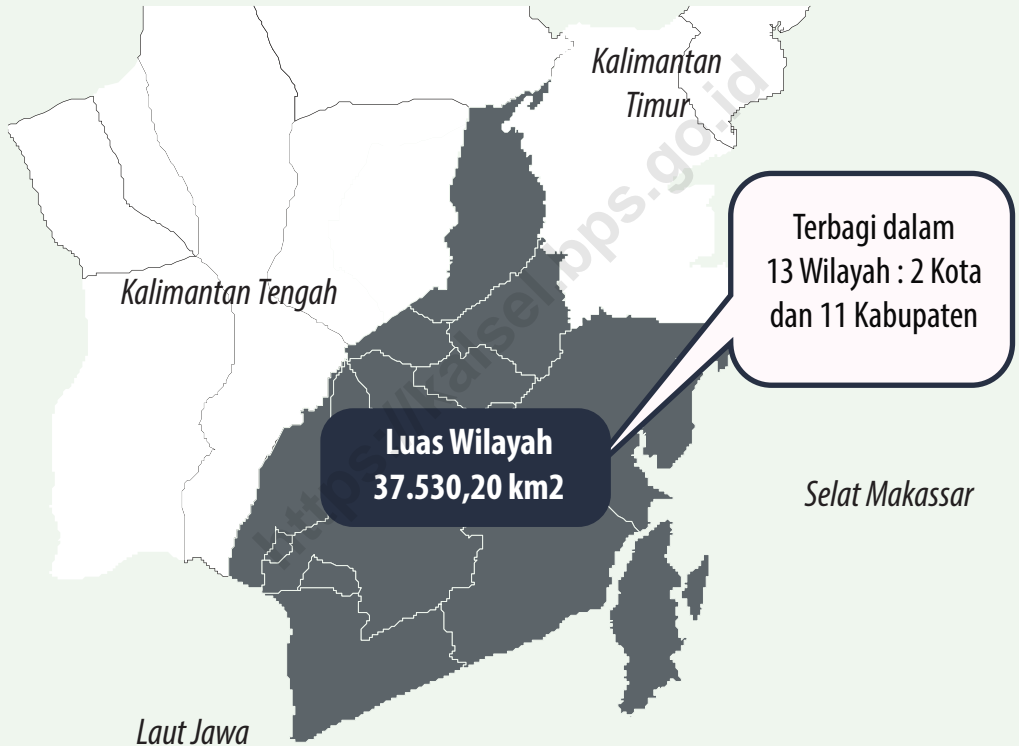 Kalimantan
Timur
Terbagi dalam
13 Wilayah : 2 Kota
dan 11 Kabupaten
Kalimantan Tengah
Luas Wilayah
37.530,20 km2
Selat Makassar
Laut Jawa
https://kalsel.bps.go.id